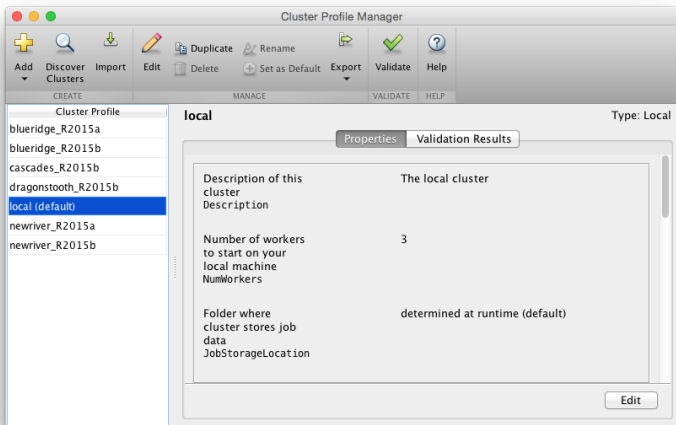 Cluster Profile Manager
Add
Discover
Clusters
Import
Edit
Duplicate
Delete
Rename
Set as Default
Export
Validate
Help
CREATE
MANAGE
VALIDATE
HELP
Cluster Profile
blueridge_R2015a
blueridge_R2015b
cascades_R2015b
dragonstooth_R2015b
local (default)
newriver_R2015a
newriver_R2015b
local
Type: Local
Properties
Validation Results
Description of this
cluster
Description
The local cluster
Number of workers
to start on your
local machine
NumWorkers
3
Folder where
cluster stores job
data
JobStorageLocation
determined at runtime (default)
Edit